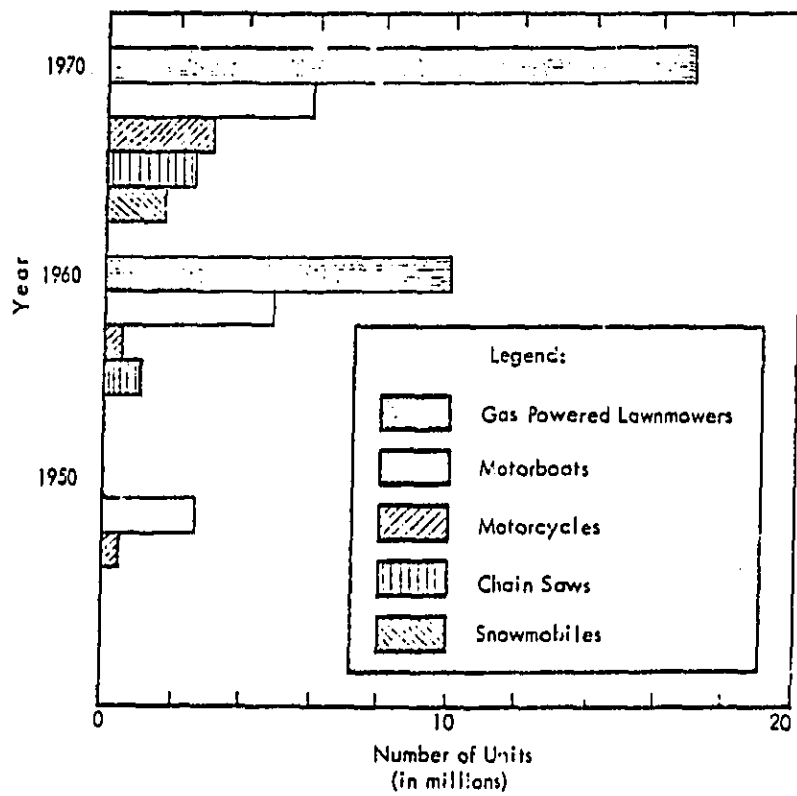 1970
1960
Year
1950
Legend:
Gas Powered Lawnmowers
Motorboats
Motorcycles
Chain Saws
Snowmobiles
0 10 20
Number of Units
(in millions)